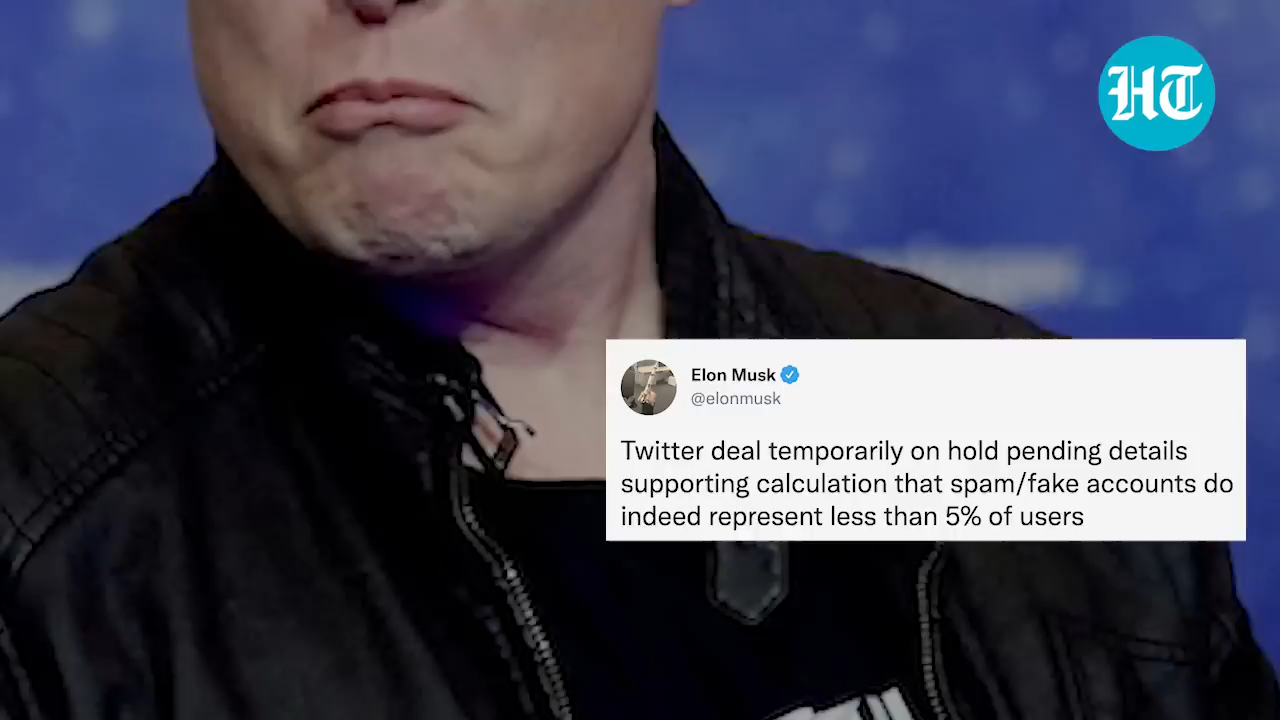 HT
Elon Musk
@elonmusk
Twitter deal temporarily on hold pending details
supporting calculation that spam/fake accounts do
indeed represent less than 5% of users